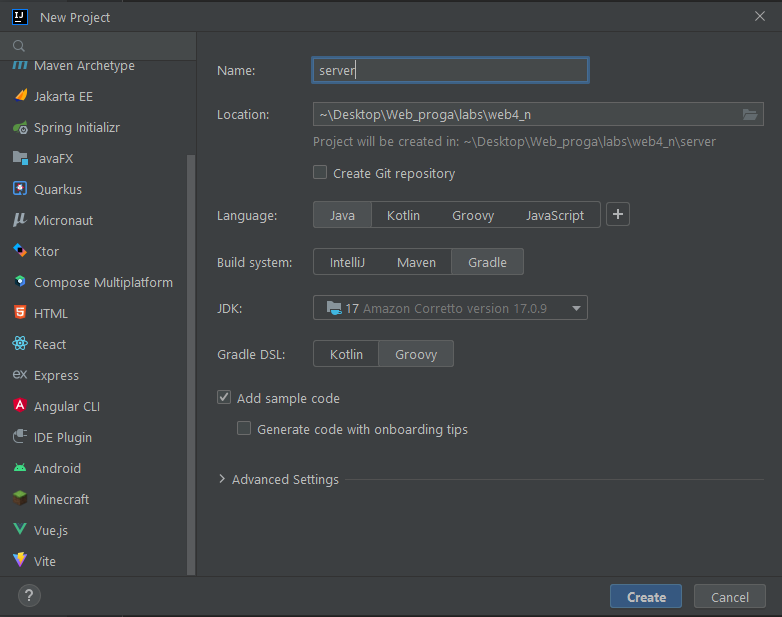 New Project
Maven Archetype
Jakarta EE
Spring Initializr
JavaFX
Quarkus
Micronaut
Ktor
Compose Multiplatform
HTML
React
Express
Angular CLI
IDE Plugin
Android
Minecraft
Vue.js
Vite
Name: server
Location: ~\Desktop\Web_proga\labs\web4_n
Project will be created in: ~\Desktop\Web_proga\labs\web4_n\server
Create Git repository
Language: Java Kotlin Groovy JavaScript +
Build system: IntelliJ Maven Gradle
JDK: 17 Amazon Corretto version 17.0.9
Gradle DSL: Kotlin Groovy
Add sample code
Generate code with onboarding tips
Advanced Settings
? Create Cancel